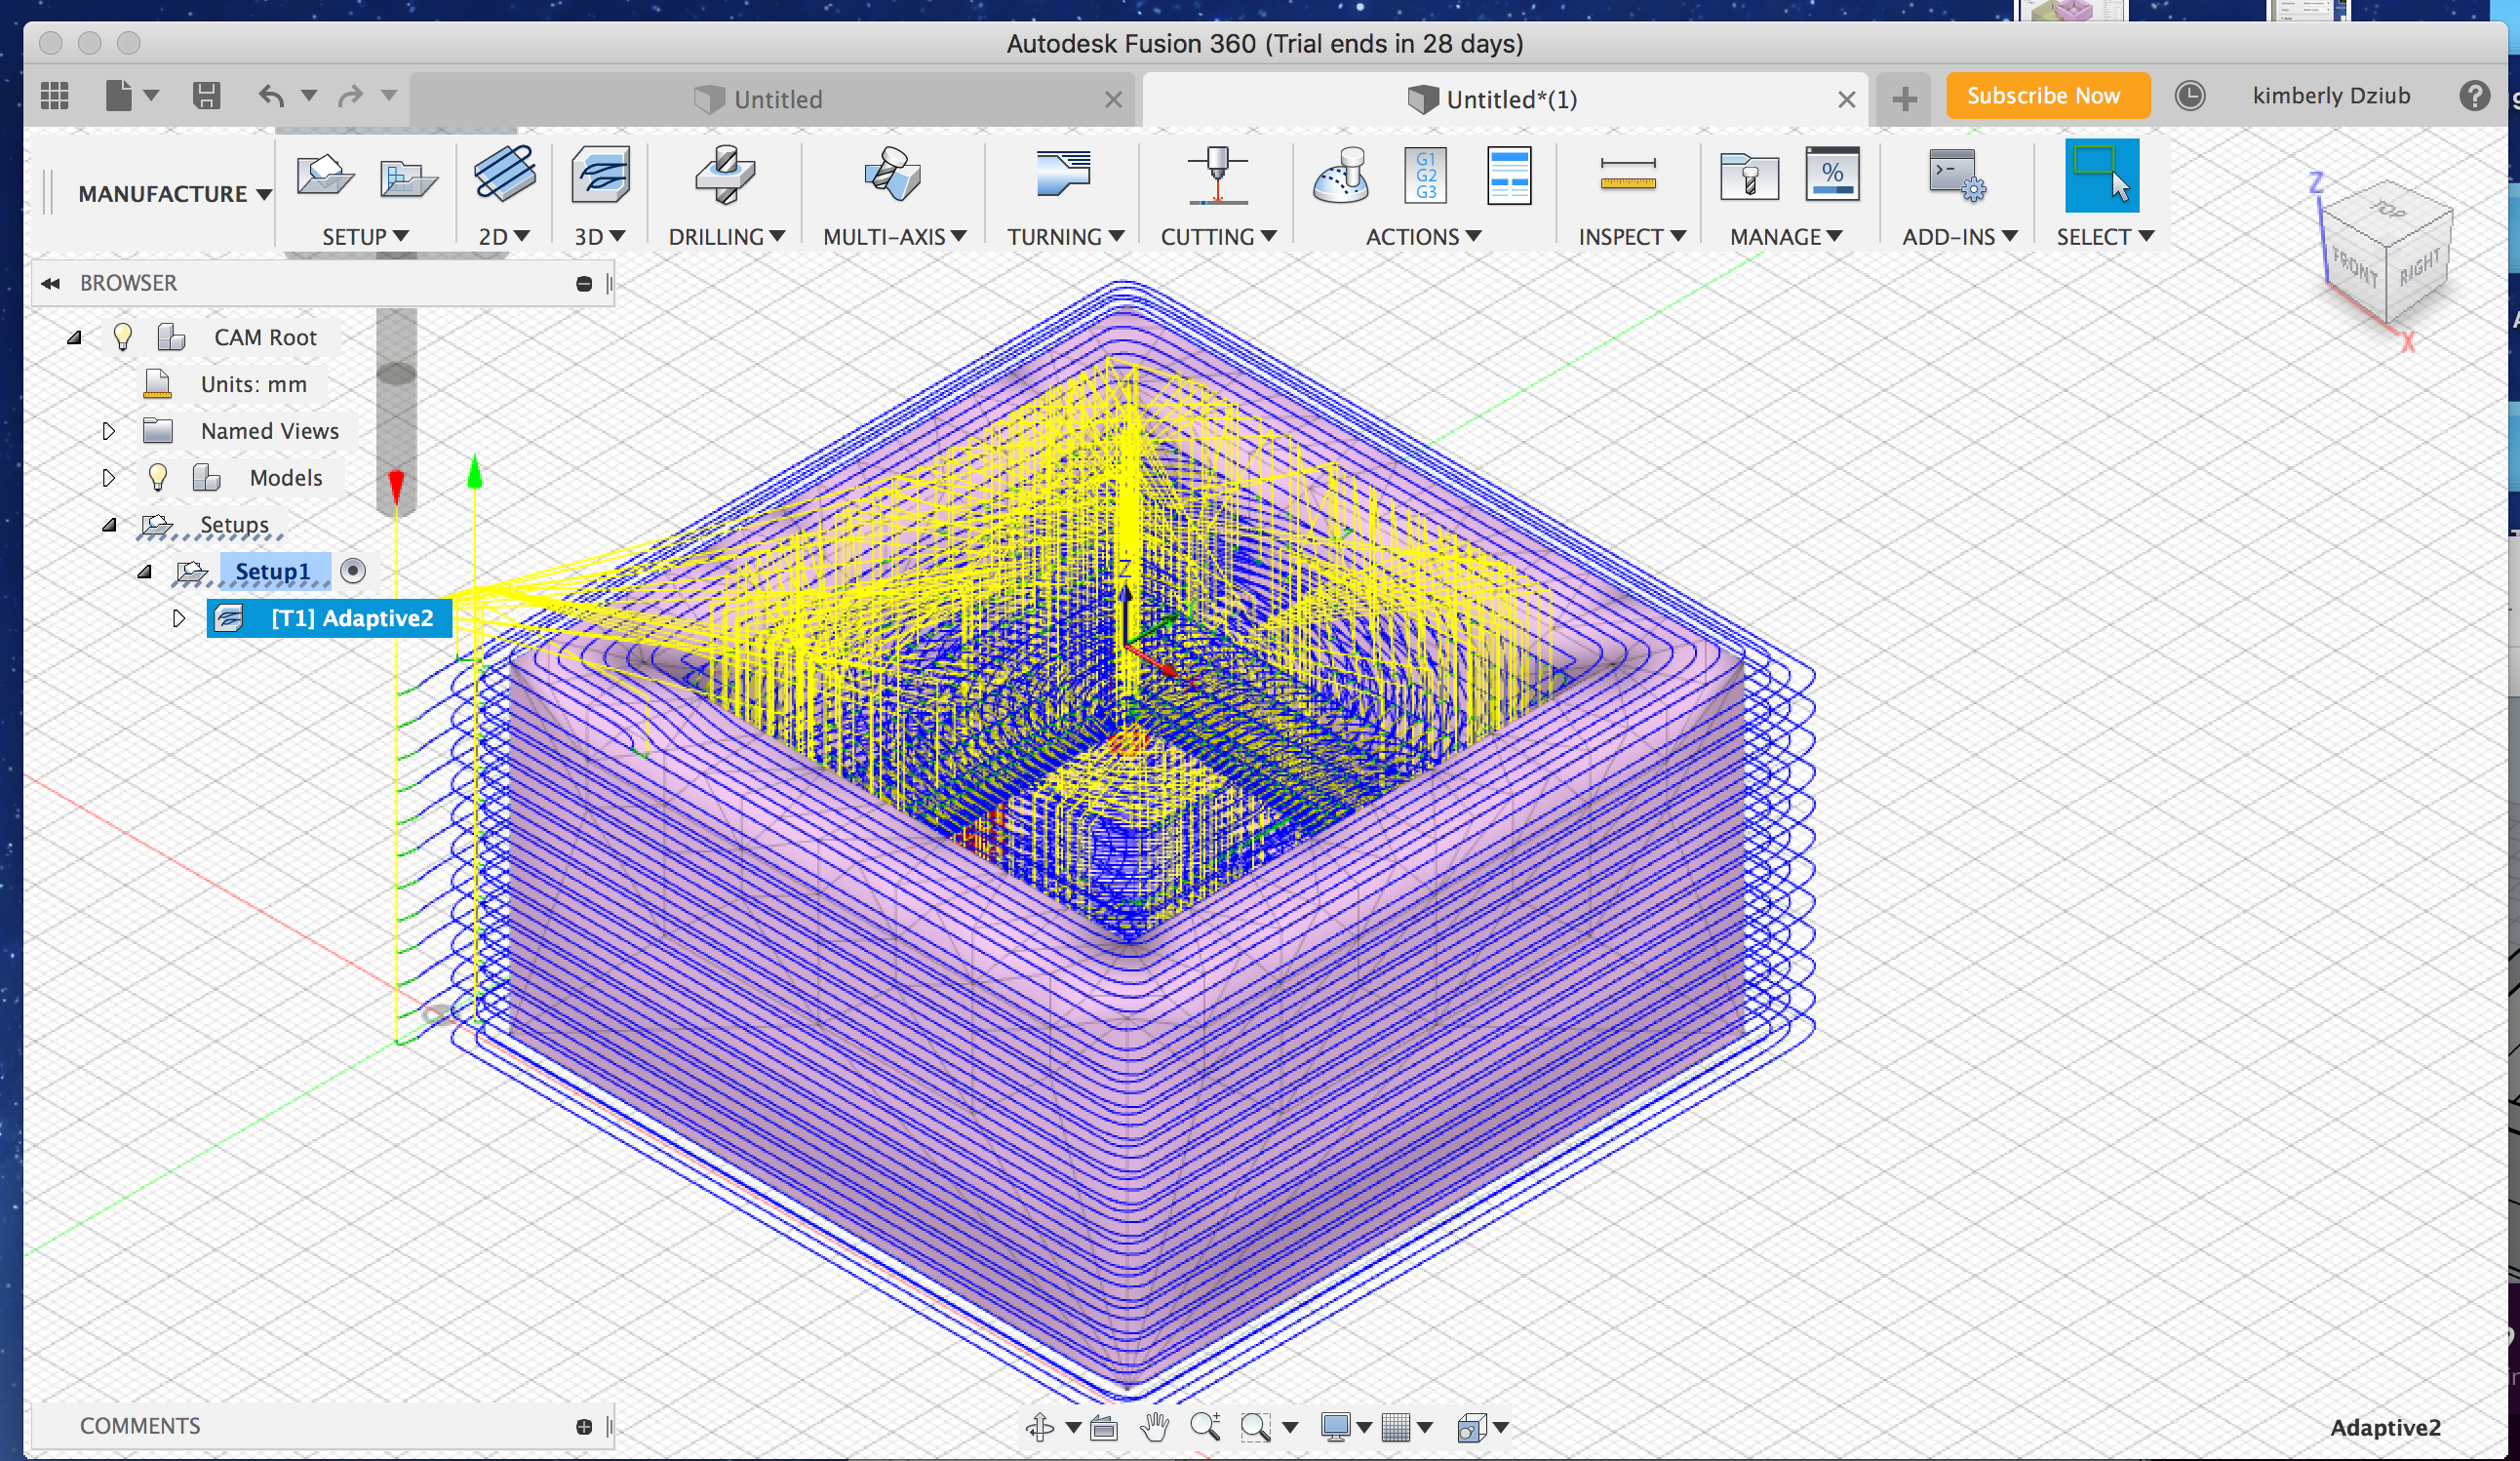 Autodesk Fusion 360 (Trial ends in 28 days)
Untitled
Untitled*(1)
Subscribe Now
kimberly Dziub
MANUFACTURE
G1
G2
G3
%
SETUP
2D
3D
DRILLING
MULTI-AXIS
TURNING
CUTTING
ACTIONS
INSPECT
MANAGE
ADD-INS
SELECT
Z
TOP
FRONT
RIGHT
X
BROWSER
CAM Root
Units: mm
Named Views
Models
Setups
Setup1
[T1] Adaptive2
Z
COMMENTS
Adaptive2